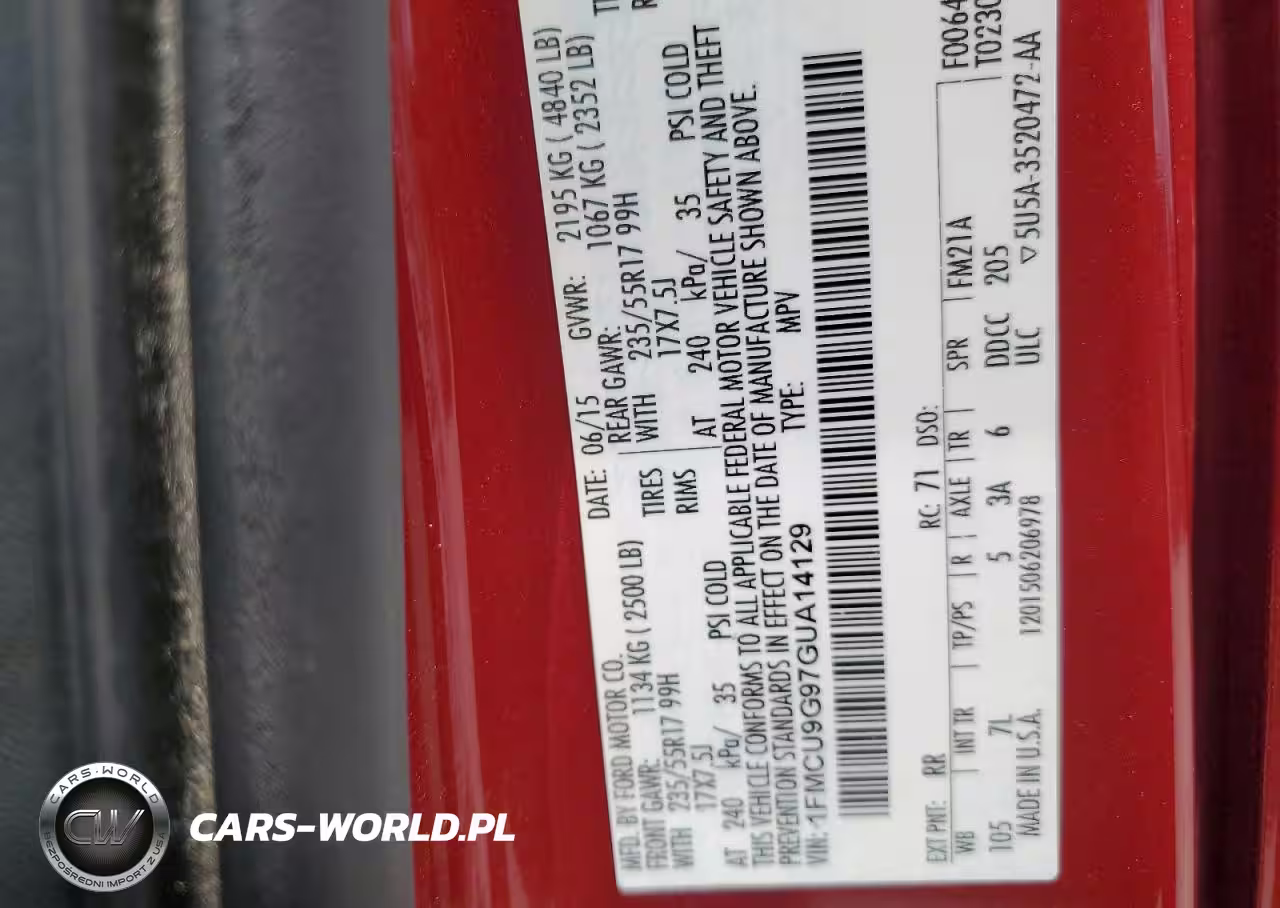 MFD. BY FORD MOTOR CO.
DATE: 06/15 GVWR: 2195 KG ( 4840 LB)
FRONT GAWR: 1134 KG ( 2500 LB) REAR GAWR: 1067 KG ( 2352 LB)
WITH 235/55R17 99H TIRES WITH 235/55R17 99H
17X7.5J RIMS 17X7.5J
AT 240 kPa/ 35 PSI COLD AT 240 kPa/ 35 PSI COLD
THIS VEHICLE CONFORMS TO ALL APPLICABLE FEDERAL MOTOR VEHICLE SAFETY AND THEFT
PREVENTION STANDARDS IN EFFECT ON THE DATE OF MANUFACTURE SHOWN ABOVE.
VIN: 1FMCU9G97GUA14129 TYPE: MPV
EXT PNT: RR RC: 71 DSO:
WB INT TR TP/PS R AXLE TR SPR FM21A F0064
105 7L 5 3A 6 DDCC 205 T0230
MADE IN U.S.A. 1201506206978 ULC ▽5U5A-3520472-AA
CARS-WORLD
CW
BEZPOŚREDNI IMPORT Z USA
CARS-WORLD.PL